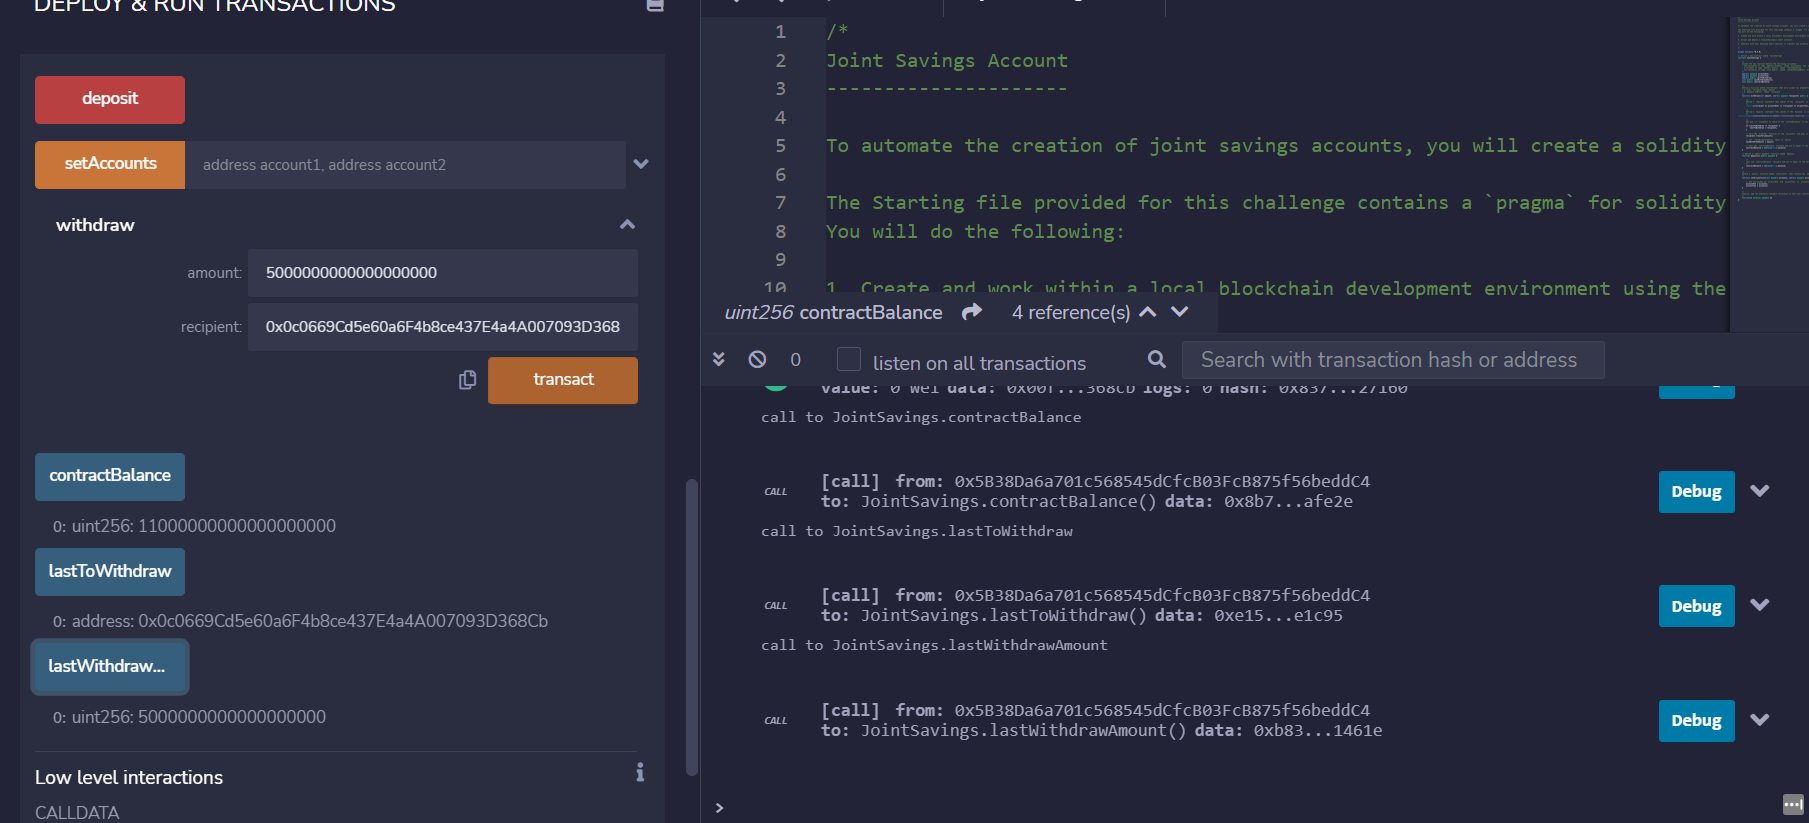 DEPLOY & RUN TRANSACTIONS
deposit
setAccounts
address account1, address account2
withdraw
amount:
5000000000000000000
recipient:
0x0c0669Cd5e60a6F4b8ce437E4a4A007093D368
transact
contractBalance
0: uint256: 11000000000000000000
lastToWithdraw
0: address: 0x0c0669Cd5e60a6F4b8ce437E4a4A007093D368Cb
lastWithdraw...
0: uint256: 5000000000000000000
Low level interactions
i
CALLDATA
1 /*
2 Joint Savings Account
3 ---------------------
4
5 To automate the creation of joint savings accounts, you will create a solidity
6
7 The Starting file provided for this challenge contains a `pragma` for solidity
8 You will do the following:
9
10 1. Create and work within a local blockchain development environment using the
uint256 contractBalance
4 reference(s)
0
listen on all transactions
Search with transaction hash or address
value: 0 wei data: 0x00f...368cb logs: 0 hash: 0x837...27160
Debug
call to JointSavings.contractBalance
CALL
[call] from: 0x5B38Da6a701c568545dCfcB03FcB875f56beddC4
to: JointSavings.contractBalance() data: 0x8b7...afe2e
Debug
call to JointSavings.lastToWithdraw
CALL
[call] from: 0x5B38Da6a701c568545dCfcB03FcB875f56beddC4
to: JointSavings.lastToWithdraw() data: 0xe15...e1c95
Debug
call to JointSavings.lastWithdrawAmount
CALL
[call] from: 0x5B38Da6a701c568545dCfcB03FcB875f56beddC4
to: JointSavings.lastWithdrawAmount() data: 0xb83...1461e
Debug
>